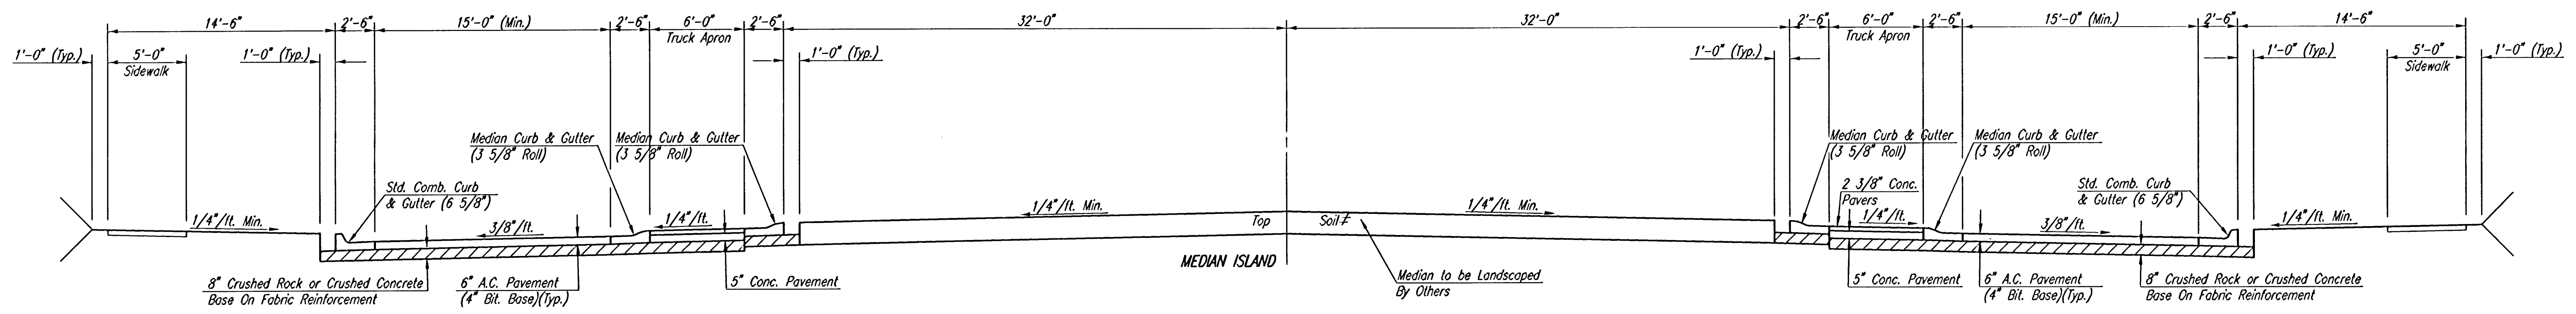 14'-6" 2'-6" 15'-0" (Min.) 2'-6" 6'-0" 2'-6" 32'-0" 32'-0" 2'-6" 6'-0" 2'-6" 15'-0" (Min.) 2'-6" 14'-6"
Truck Apron Truck Apron
1'-0" (Typ.) 5'-0" 1'-0" (Typ.) 1'-0" (Typ.) 1'-0" (Typ.) 1'-0" (Typ.) 5'-0" 1'-0" (Typ.)
Sidewalk Sidewalk
Median Curb & Gutter
(3 5/8" Roll)
Median Curb & Gutter
(3 5/8" Roll)
Median Curb & Gutter
(3 5/8" Roll)
Median Curb & Gutter
(3 5/8" Roll)
Std. Comb. Curb
& Gutter (6 5/8")
2 3/8" Conc.
Pavers
Std. Comb. Curb
& Gutter (6 5/8")
1/4"/ft. Min. 3/8"/ft. 1/4"/ft. 1/4"/ft. Min. 1/4"/ft. Min. 1/4"/ft. 3/8"/ft. 1/4"/ft. Min.
Top Soil
MEDIAN ISLAND
8" Crushed Rock or Crushed Concrete
Base On Fabric Reinforcement
6" A.C. Pavement
(4" Bit. Base)(Typ.)
5" Conc. Pavement
Median to be Landscaped
By Others
5" Conc. Pavement
6" A.C. Pavement
(4" Bit. Base)(Typ.)
8" Crushed Rock or Crushed Concrete
Base On Fabric Reinforcement